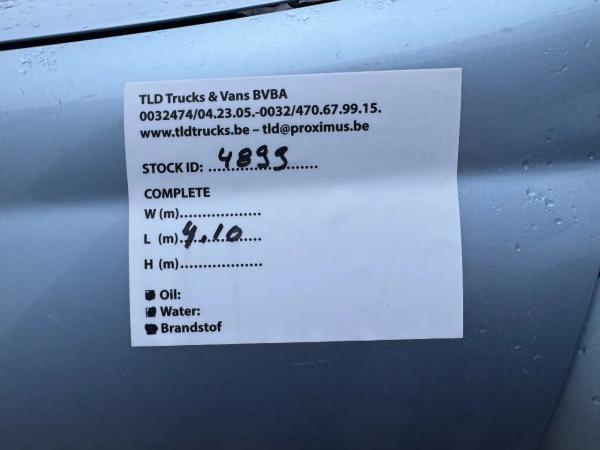 TLD Trucks & Vans BVBA
0032474/04.23.05.-0032/470.67.99.15.
www.tldtrucks.be – tld@proximus.be
STOCK ID: 4899
COMPLETE
W (m)..................
L (m) 4.10
H (m)..................
Oil:
Water:
Brandstof